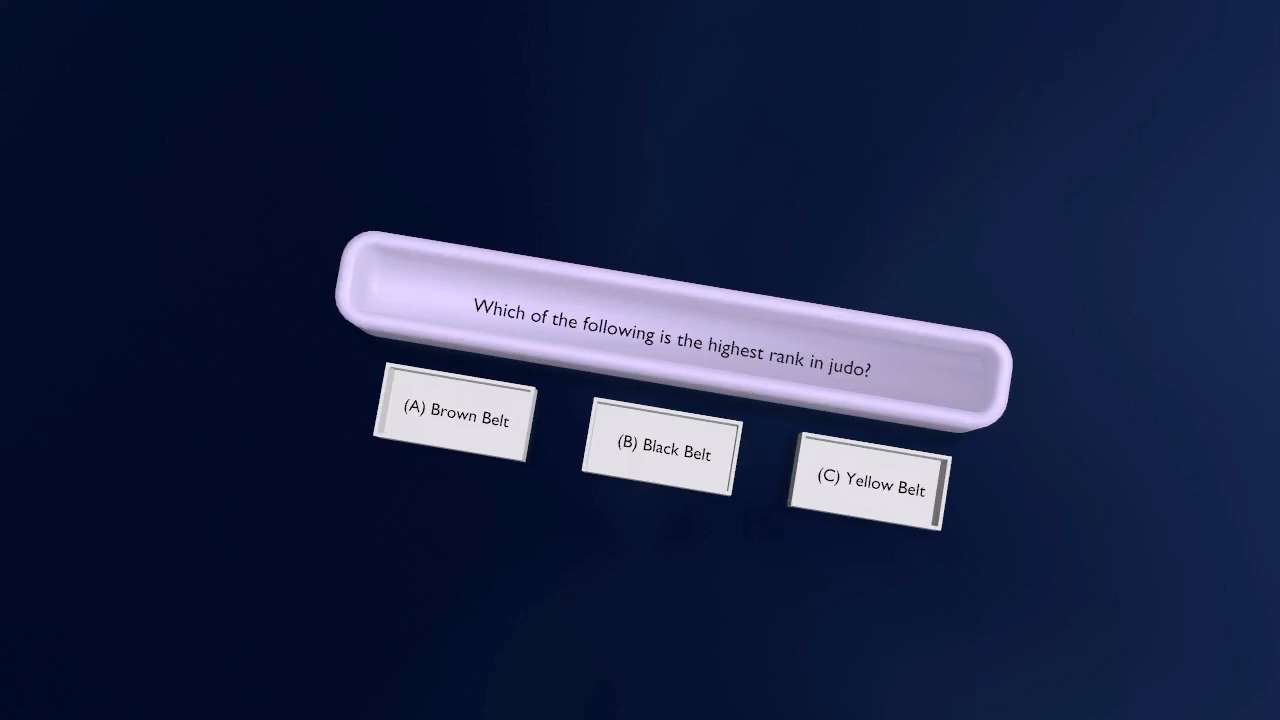 Which of the following is the highest rank in judo?
(A) Brown Belt
(B) Black Belt
(C) Yellow Belt